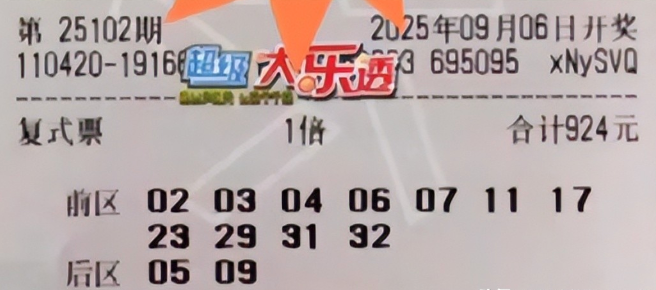 第 25102期 2025年09月06日开奖
110420-19166 超级大乐透 695095 xNySVQ
复式票 1倍 合计924元
前区 02 03 04 06 07 11 17
23 29 31 32
后区 05 09